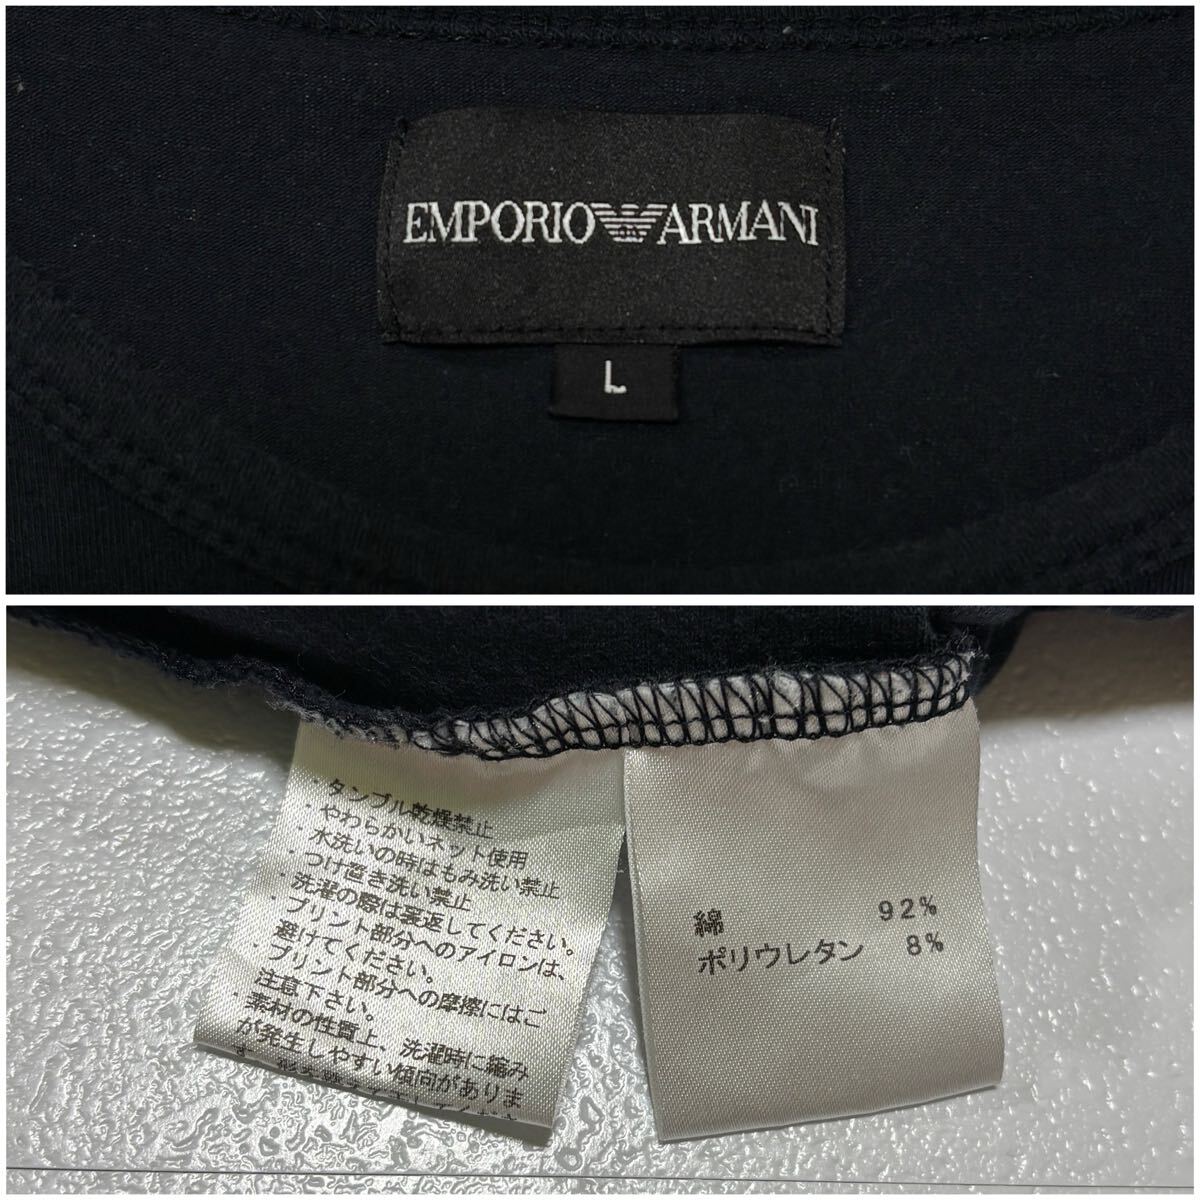 EMPORIO ARMANI
L
タンブル乾燥禁止
・やわらかいネット使用
・水洗いの時はもみ洗い禁止
・つけ置き洗い禁止
・洗濯の際は裏返してください。
・プリント部分へのアイロンは、
避けてください。
・プリント部分への摩擦にはご
注意下さい。
・素材の性質上、洗濯時に縮み
が発生しやすい傾向がありま
綿 92%
ポリウレタン 8%